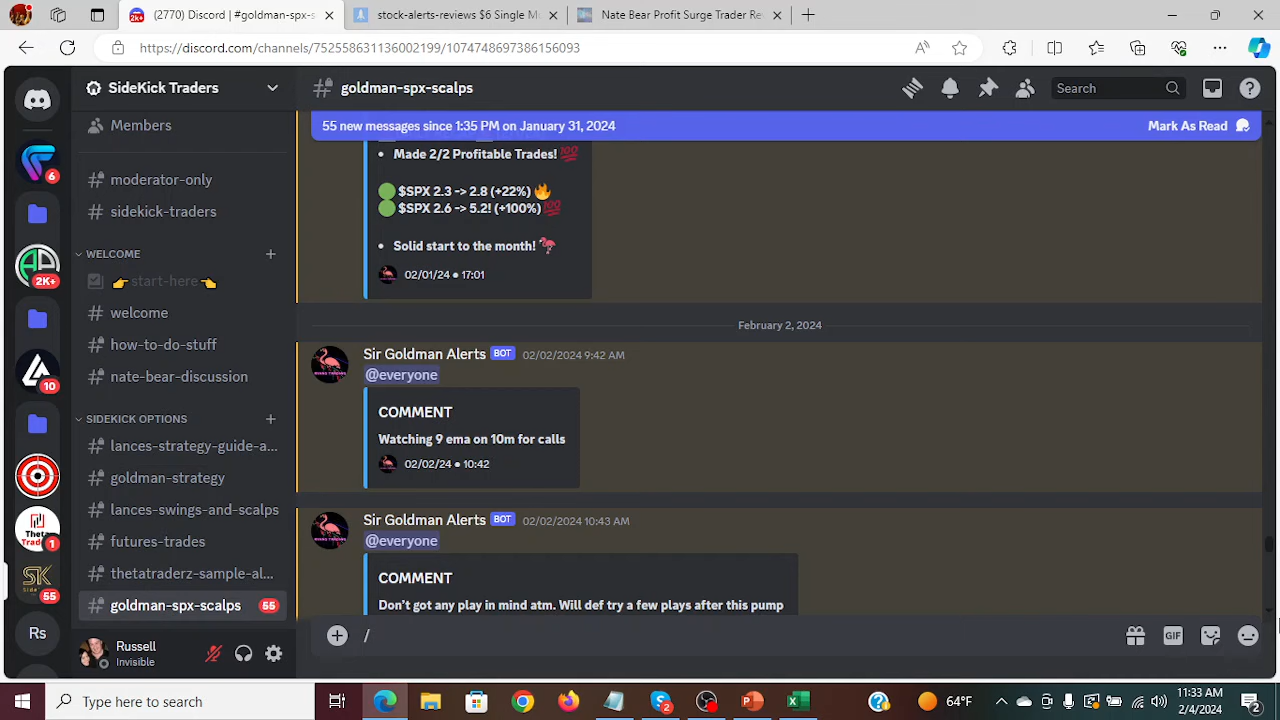 (2770) Discord | #goldman-spx-s
stock-alerts-reviews $6 Single M
Nate Bear Profit Surge Trader Re
2k+
https://discord.com/channels/752558631136002199/1074748697386156093
SideKick Traders
goldman-spx-scalps
Search
55 new messages since 1:35 PM on January 31, 2024
Mark As Read
Members
moderator-only
sidekick-traders
WELCOME
start-here
welcome
how-to-do-stuff
nate-bear-discussion
SIDEKICK OPTIONS
lances-strategy-guide-a...
goldman-strategy
lances-swings-and-scalps
futures-trades
thetatraderz-sample-al...
goldman-spx-scalps
55
Russell
Invisible
6
2K+
10
1
55
Rs
• Made 2/2 Profitable Trades! 💯
🟢 $SPX 2.3 -> 2.8 (+22%) 🔥
🟢 $SPX 2.6 -> 5.2! (+100%) 💯
• Solid start to the month! 🦩
02/01/24 • 17:01
February 2, 2024
Sir Goldman Alerts BOT 02/02/2024 9:42 AM
@everyone
COMMENT
Watching 9 ema on 10m for calls
02/02/24 • 10:42
Sir Goldman Alerts BOT 02/02/2024 10:43 AM
@everyone
COMMENT
Don't got any play in mind atm. Will def try a few plays after this pump
/
GIF
Type here to search
2
64°F
11:33 AM
2/4/2024
2